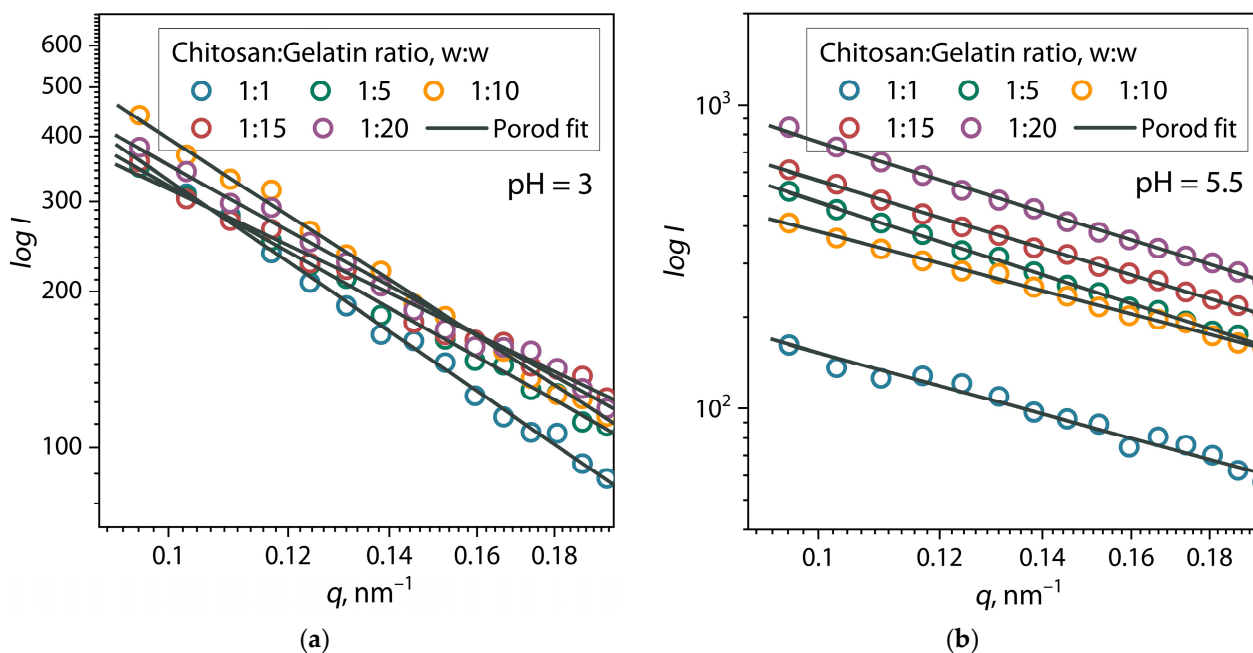 Chitosan:Gelatin ratio, w:w
1:1 1:5 1:10
1:15 1:20 Porod fit
pH = 3
600
500
400
300
200
100
log I
0.1 0.12 0.14 0.16 0.18
q, nm⁻¹
(a)
Chitosan:Gelatin ratio, w:w
1:1 1:5 1:10
1:15 1:20 Porod fit
pH = 5.5
10³
10²
log I
0.1 0.12 0.14 0.16 0.18
q, nm⁻¹
(b)